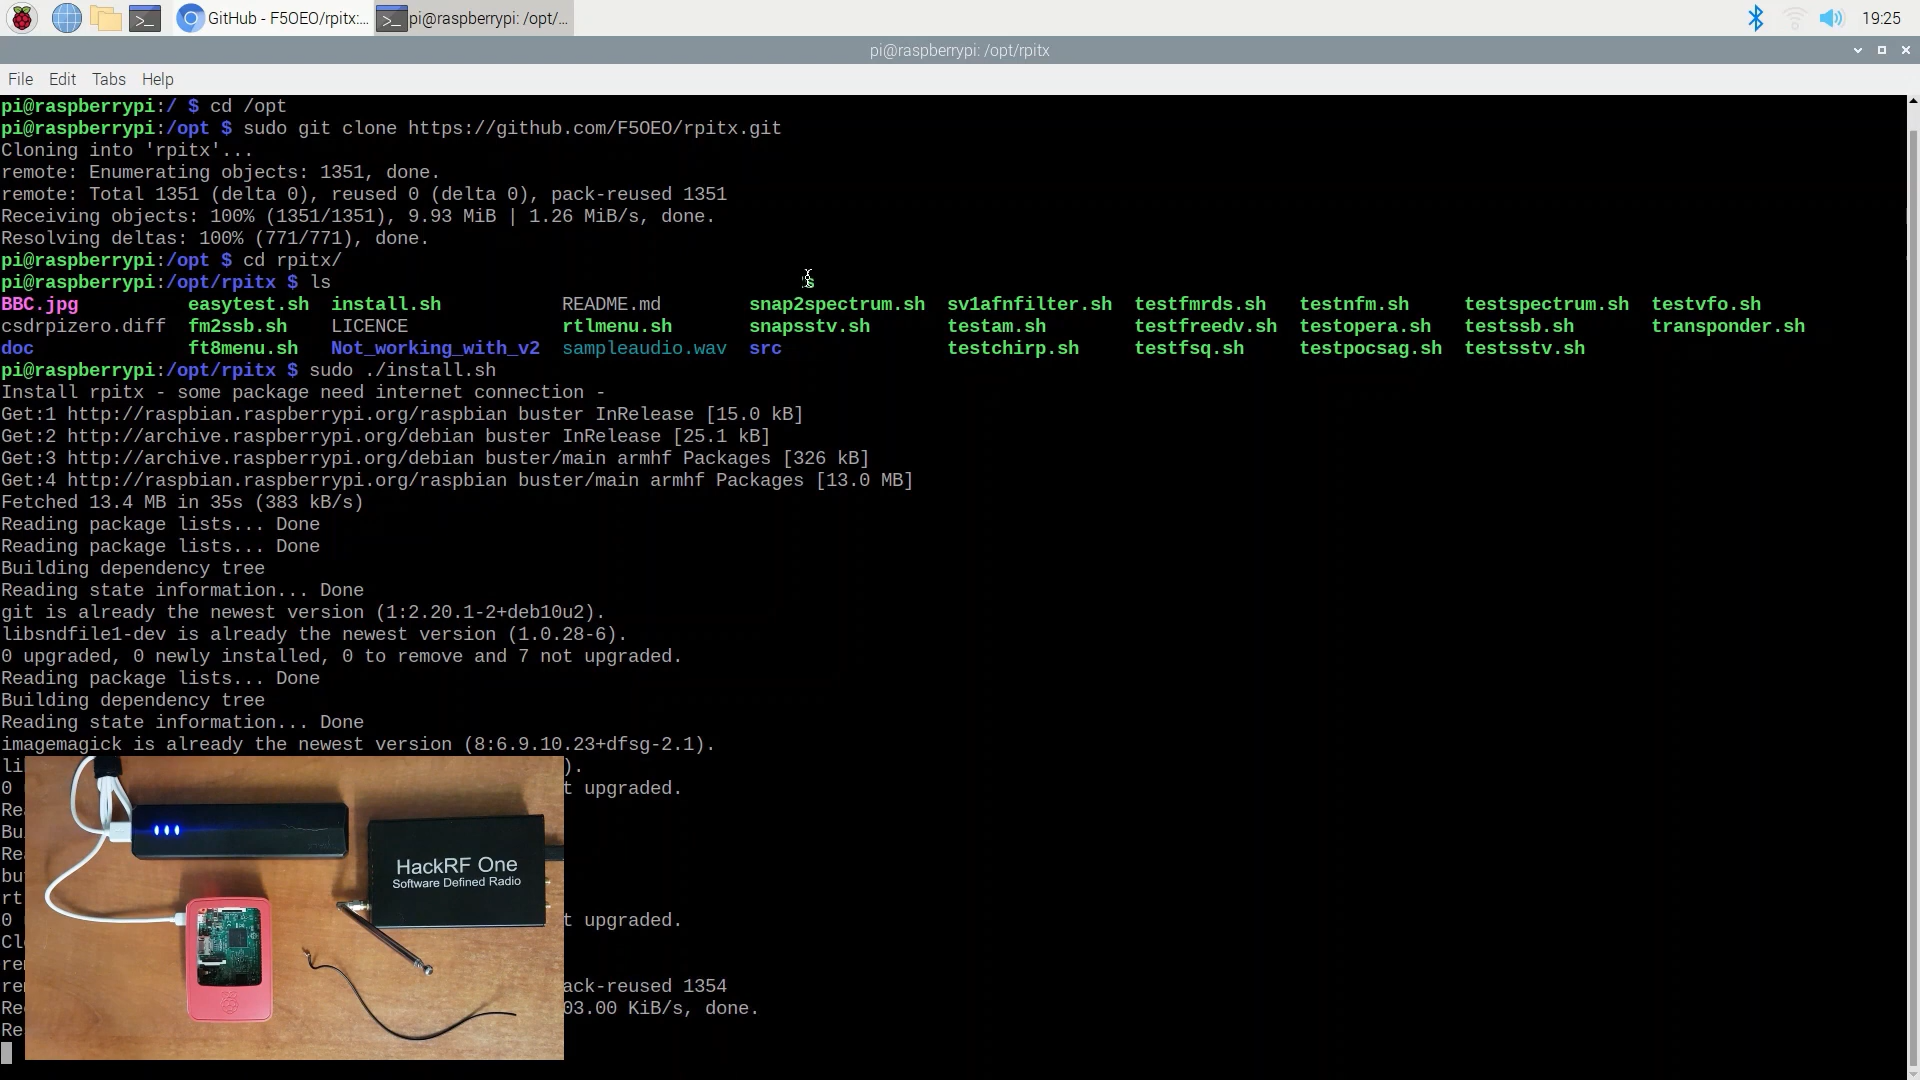 GitHub - F5OEO/rpitx:...
pi@raspberrypi: /opt/...
19:25
pi@raspberrypi: /opt/rpitx
File Edit Tabs Help
pi@raspberrypi:/ $ cd /opt
pi@raspberrypi:/opt $ sudo git clone https://github.com/F5OEO/rpitx.git
Cloning into 'rpitx'...
remote: Enumerating objects: 1351, done.
remote: Total 1351 (delta 0), reused 0 (delta 0), pack-reused 1351
Receiving objects: 100% (1351/1351), 9.93 MiB | 1.26 MiB/s, done.
Resolving deltas: 100% (771/771), done.
pi@raspberrypi:/opt $ cd rpitx/
pi@raspberrypi:/opt/rpitx $ ls
BBC.jpg easytest.sh install.sh README.md snap2spectrum.sh sv1afnfilter.sh testfmrds.sh testnfm.sh testspectrum.sh testvfo.sh
csdrpizero.diff fm2ssb.sh LICENCE rtlmenu.sh snapsstv.sh testam.sh testfreedv.sh testopera.sh testssb.sh transponder.sh
doc ft8menu.sh Not_working_with_v2 sampleaudio.wav src testchirp.sh testfsq.sh testpocsag.sh testsstv.sh
pi@raspberrypi:/opt/rpitx $ sudo ./install.sh
Install rpitx - some package need internet connection -
Get:1 http://raspbian.raspberrypi.org/raspbian buster InRelease [15.0 kB]
Get:2 http://archive.raspberrypi.org/debian buster InRelease [25.1 kB]
Get:3 http://archive.raspberrypi.org/debian buster/main armhf Packages [326 kB]
Get:4 http://raspbian.raspberrypi.org/raspbian buster/main armhf Packages [13.0 MB]
Fetched 13.4 MB in 35s (383 kB/s)
Reading package lists... Done
Reading package lists... Done
Building dependency tree
Reading state information... Done
git is already the newest version (1:2.20.1-2+deb10u2).
libsndfile1-dev is already the newest version (1.0.28-6).
0 upgraded, 0 newly installed, 0 to remove and 7 not upgraded.
Reading package lists... Done
Building dependency tree
Reading state information... Done
imagemagick is already the newest version (8:6.9.10.23+dfsg-2.1).
li ).
0 t upgraded.
Re
Bu
Re
bu
rt
0 t upgraded.
Cl
re
re ack-reused 1354
Re 03.00 KiB/s, done.
Re
HackRF One
Software Defined Radio